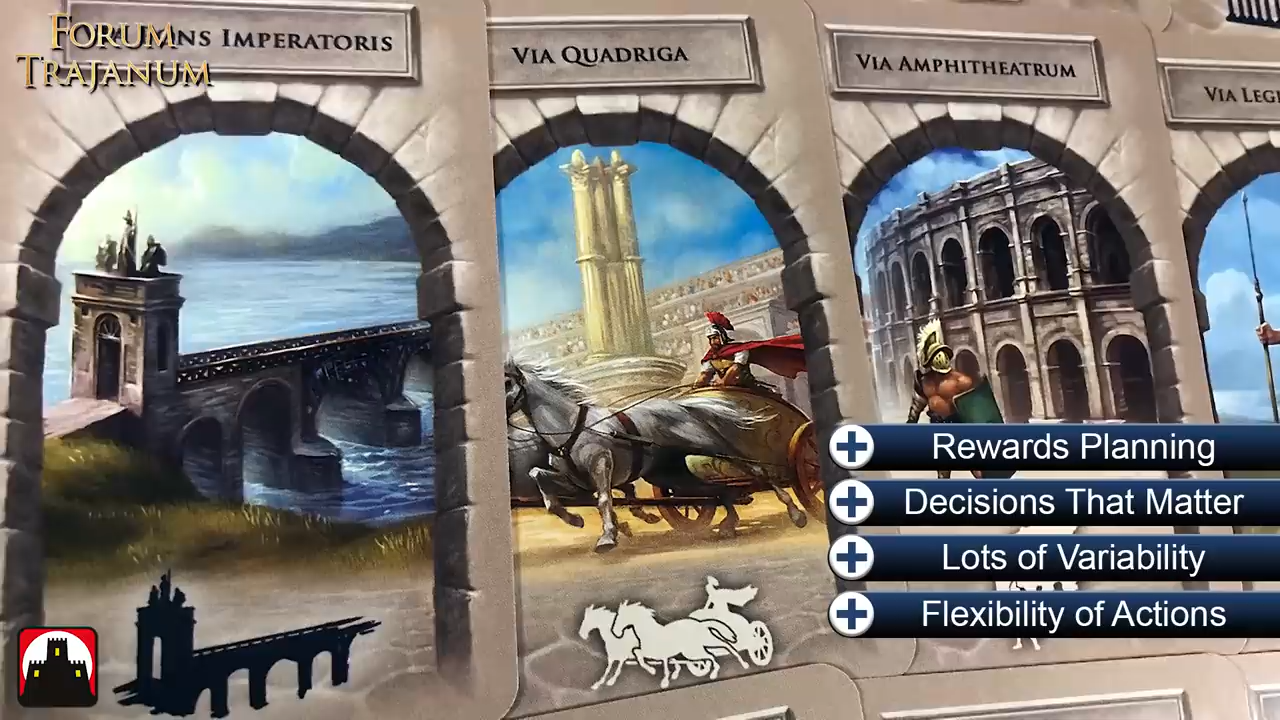 FORUM
TRAJANUM
NS IMPERATORIS
VIA QUADRIGA
VIA AMPHITHEATRUM
VIA
Rewards Planning
Decisions That Matter
Lots of Variability
Flexibility of Actions